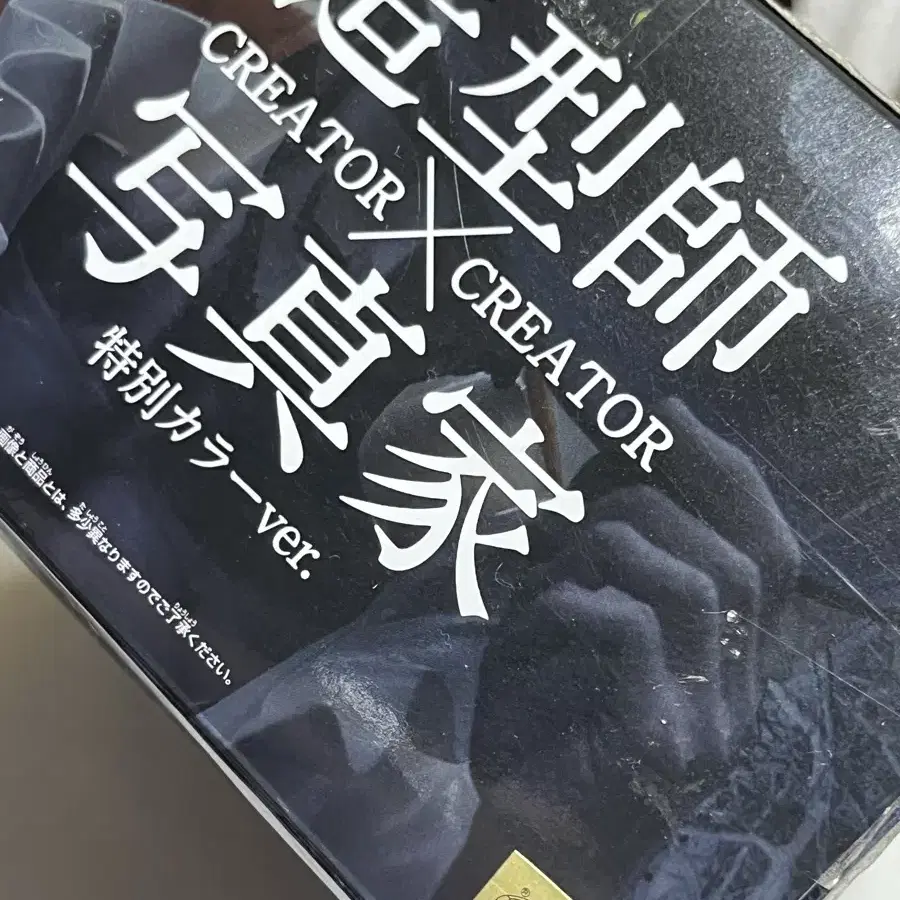 造型師
CREATOR × CREATOR
写真家
特別カラーver.
画像と商品とは、多少異なりますのでご了承ください。